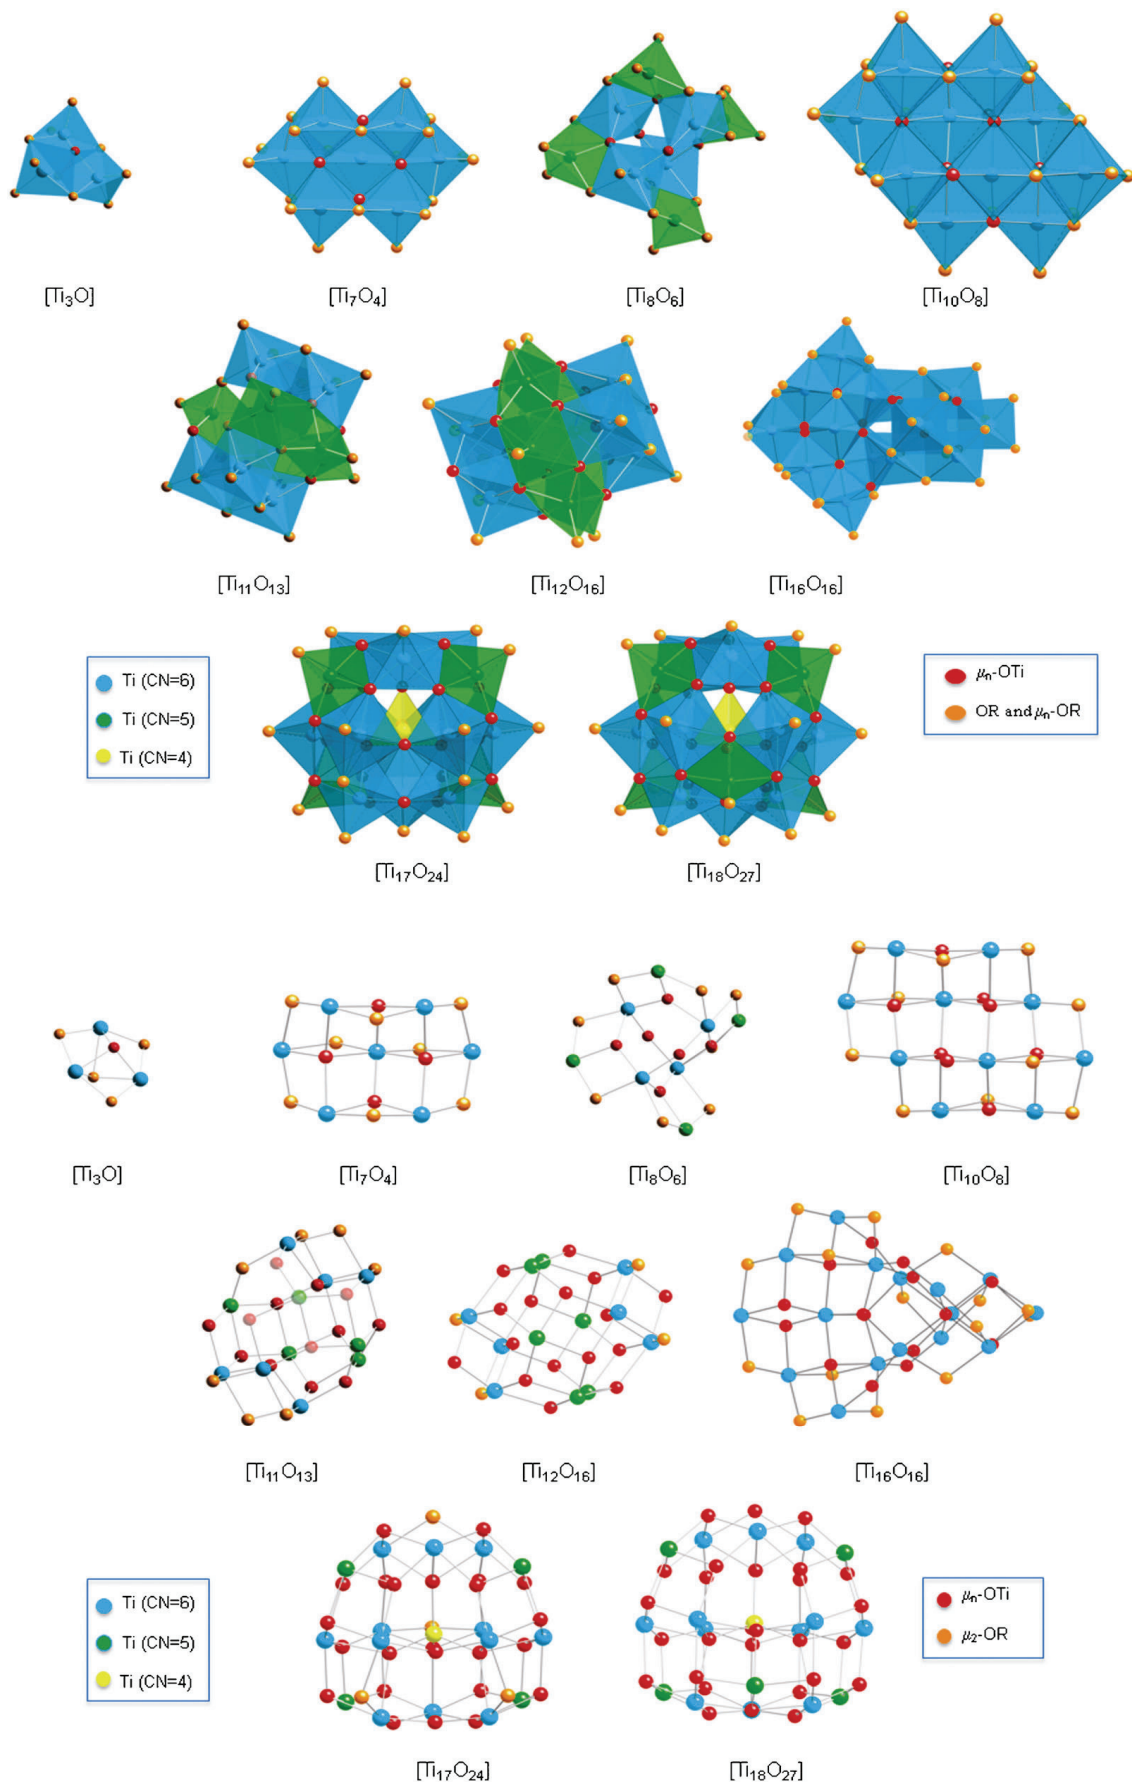 [Ti₃O] [Ti₇O₄] [Ti₈O₆] [Ti₁₀O₈]
[Ti₁₁O₁₃] [Ti₁₂O₁₆] [Ti₁₆O₁₆]
Ti (CN=6)
Ti (CN=5)
Ti (CN=4)
μₙ-OTi
OR and μₙ-OR
[Ti₁₇O₂₄] [Ti₁₈O₂₇]
[Ti₃O] [Ti₇O₄] [Ti₈O₆] [Ti₁₀O₈]
[Ti₁₁O₁₃] [Ti₁₂O₁₆] [Ti₁₆O₁₆]
Ti (CN=6)
Ti (CN=5)
Ti (CN=4)
μₙ-OTi
μ₂-OR
[Ti₁₇O₂₄] [Ti₁₈O₂₇]